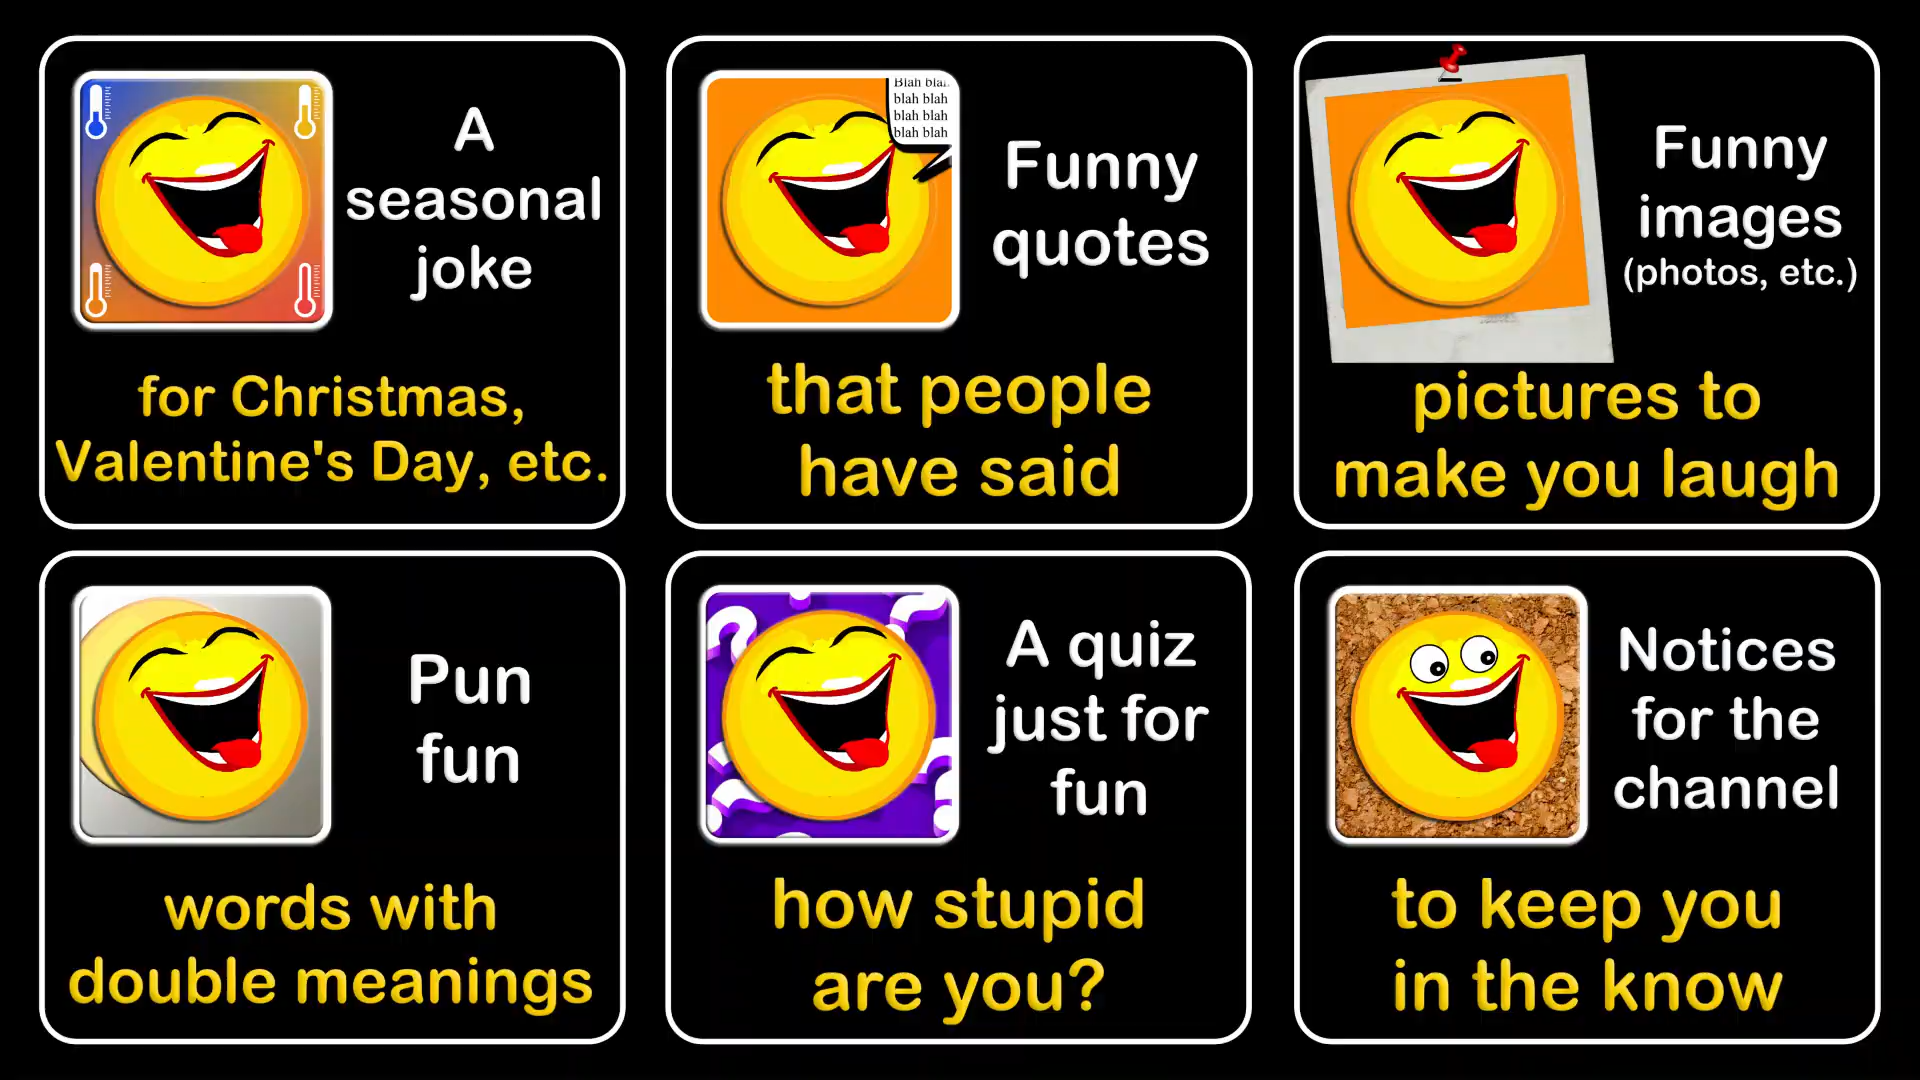 A
seasonal
joke
for Christmas,
Valentine's Day, etc.
Blah bla
blah blah
blah blah
blah blah
Funny
quotes
that people
have said
Funny
images
(photos, etc.)
pictures to
make you laugh
Pun
fun
words with
double meanings
A quiz
just for
fun
how stupid
are you?
Notices
for the
channel
to keep you
in the know